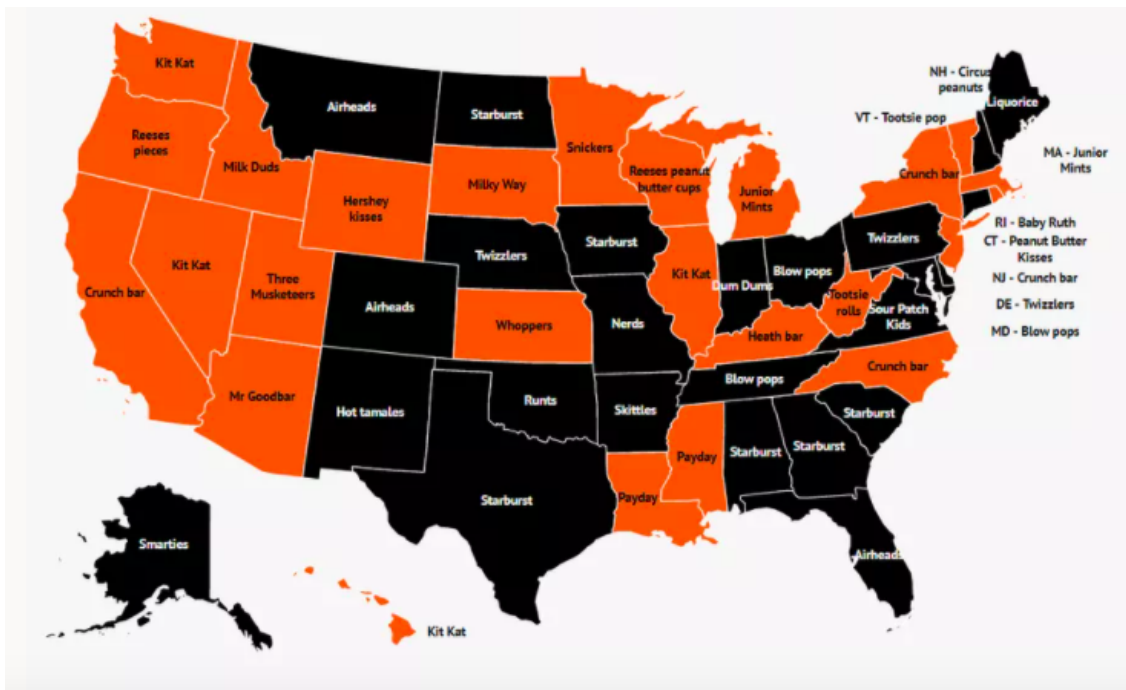 Kit Kat
Airheads
Starburst
NH - Circus
peanuts
Liquorice
VT - Tootsie pop
Reeses
pieces
Milk Duds
Snickers
MA - Junior
Mints
Crunch bar
Reeses peanut
butter cups
Milky Way
Junior
Mints
Hershey
kisses
RI - Baby Ruth
Twizzlers
CT - Peanut Butter
Kisses
Starburst
Twizzlers
Kit Kat
Kit Kat
Blow pops
NJ - Crunch bar
Three
Musketeers
Dum Dums
Crunch bar
Airheads
Tootsie
rolls
Sour Patch
Kids
DE - Twizzlers
Whoppers
Nerds
Heath bar
MD - Blow pops
Crunch bar
Blow pops
Mr Goodbar
Hot tamales
Runts
Skittles
Starburst
Payday
Starburst
Starburst
Starburst
Payday
Smarties
Airheads
Kit Kat